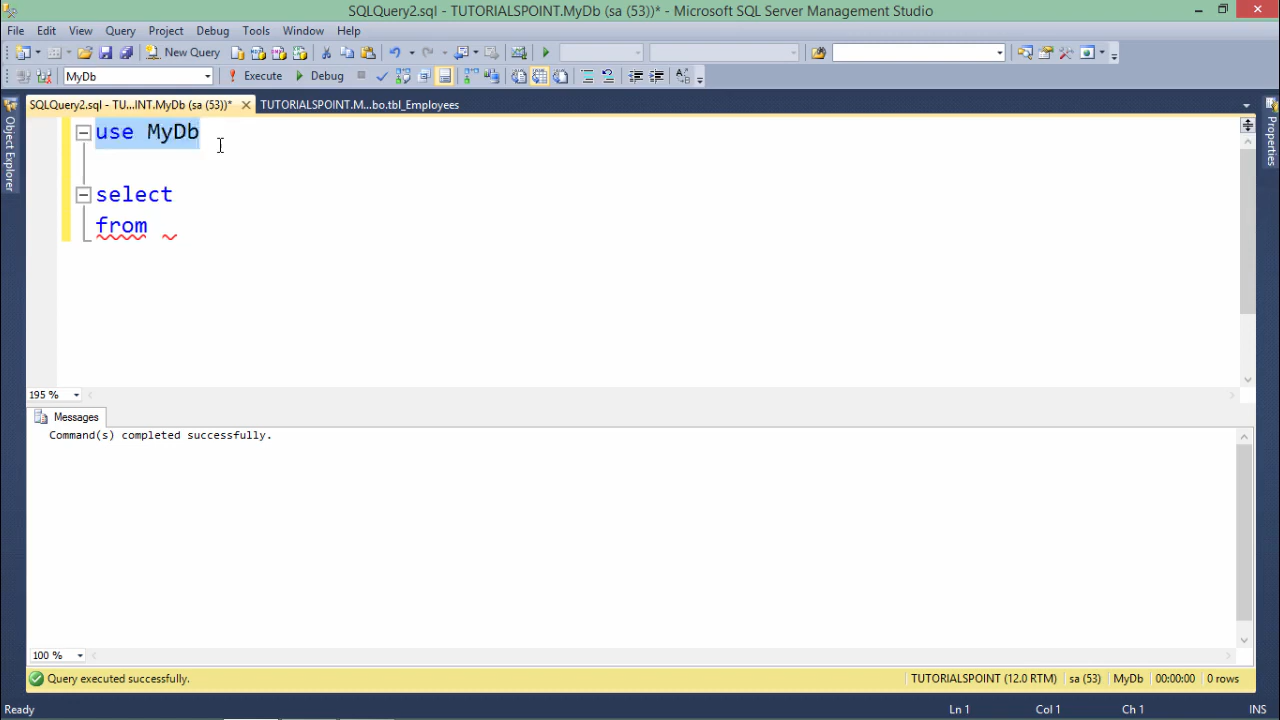 SQLQuery2.sql - TUTORIALSPOINT.MyDb (sa (53))* - Microsoft SQL Server Management Studio
File Edit View Query Project Debug Tools Window Help
New Query
MyDb Execute Debug
SQLQuery2.sql - TU...INT.MyDb (sa (53))* TUTORIALSPOINT.M...bo.tbl_Employees
Object Explorer
Properties
use MyDb
select
from
195 %
Messages
Command(s) completed successfully.
100 %
Query executed successfully. TUTORIALSPOINT (12.0 RTM) sa (53) MyDb 00:00:00 0 rows
Ready Ln 1 Col 1 Ch 1 INS